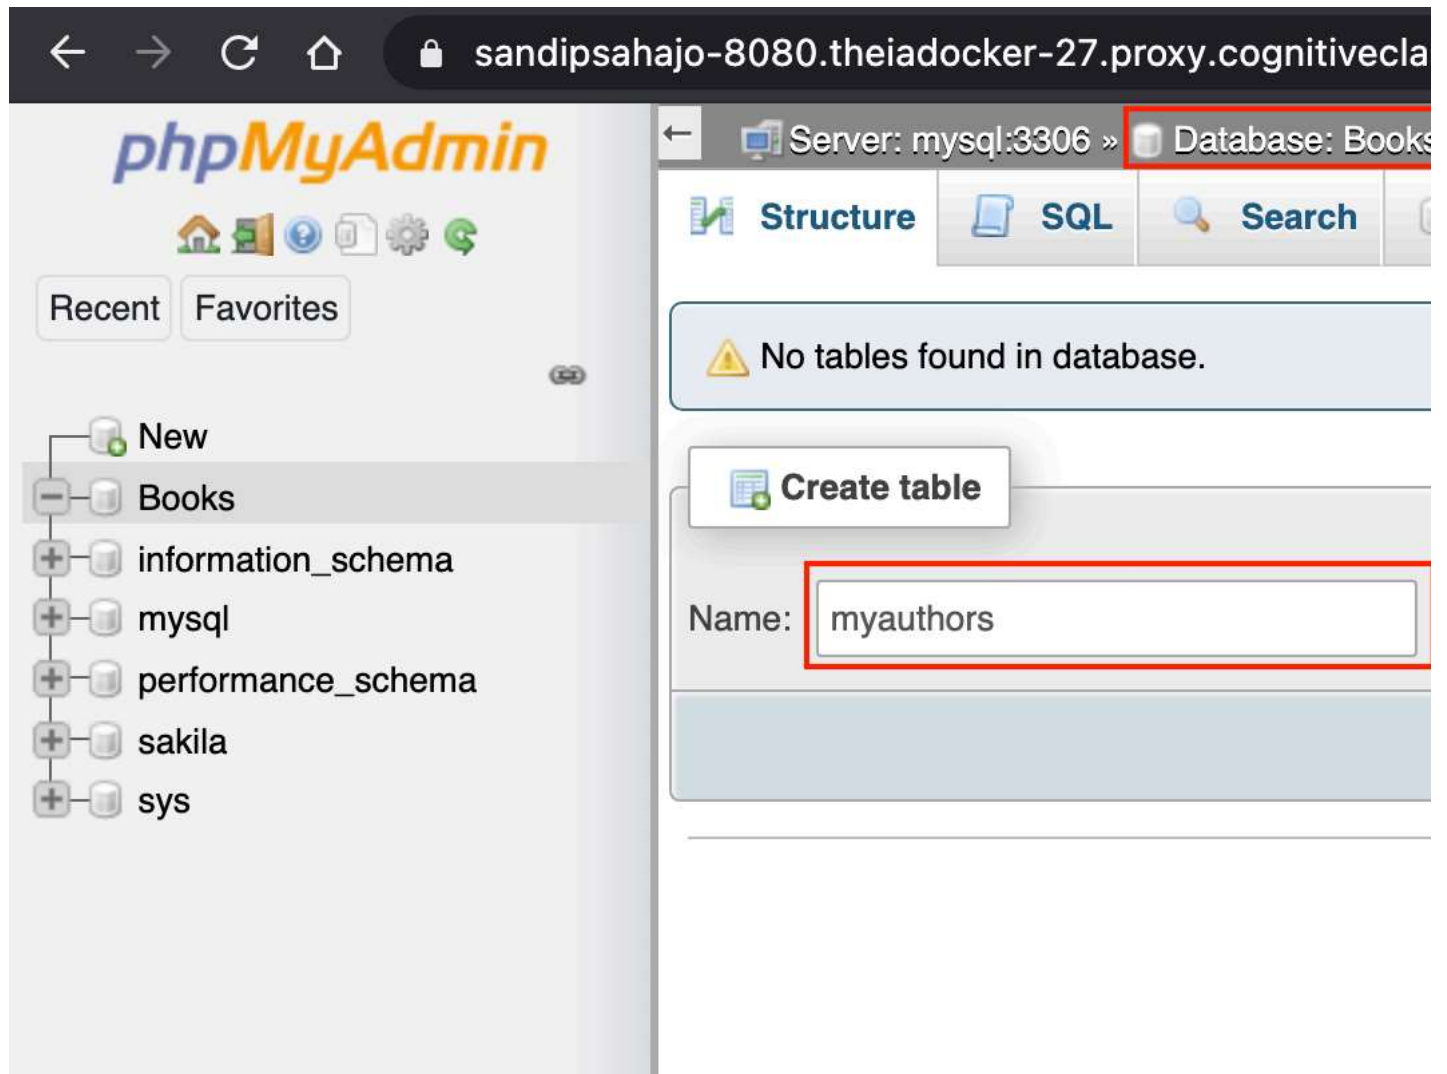 sandipsahajo-8080.theiadocker-27.proxy.cognitivecla
phpMyAdmin
Recent Favorites
New
Books
information_schema
mysql
performance_schema
sakila
sys
Server: mysql:3306 » Database: Books
Structure SQL Search
No tables found in database.
Create table
Name: myauthors